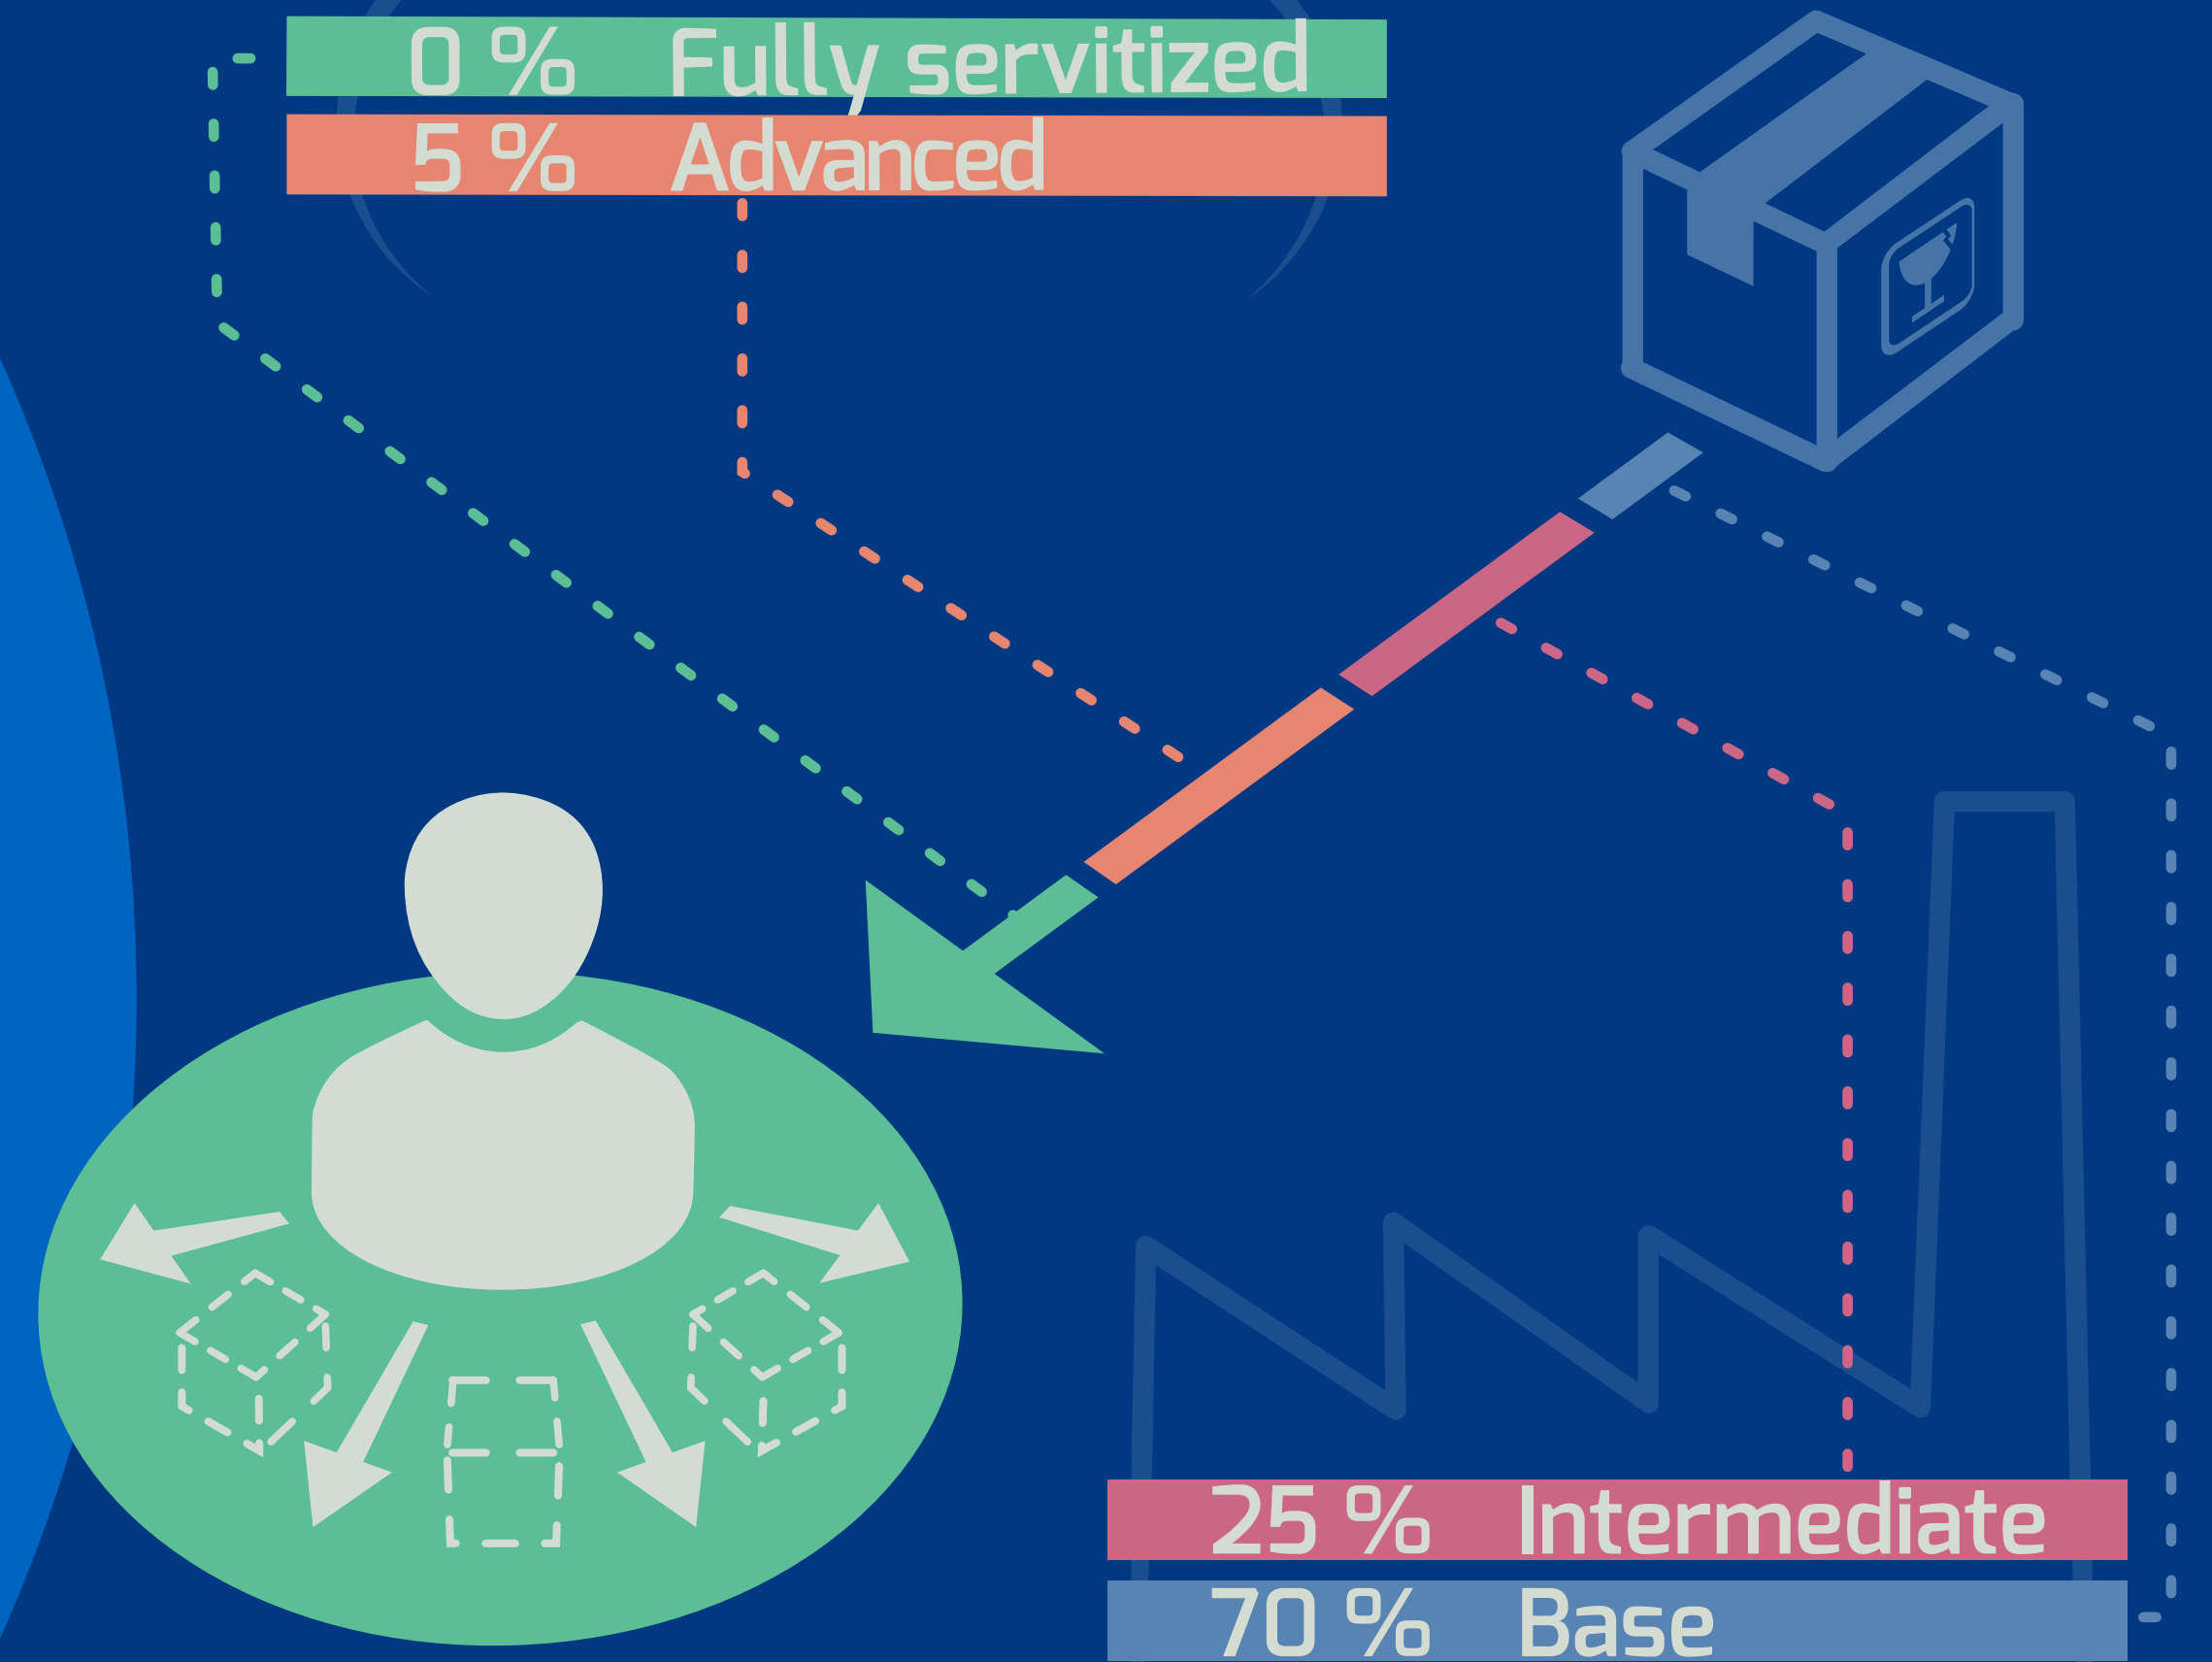 0 % Fully servitized
5 % Advanced
25 % Intermediate
70 % Base